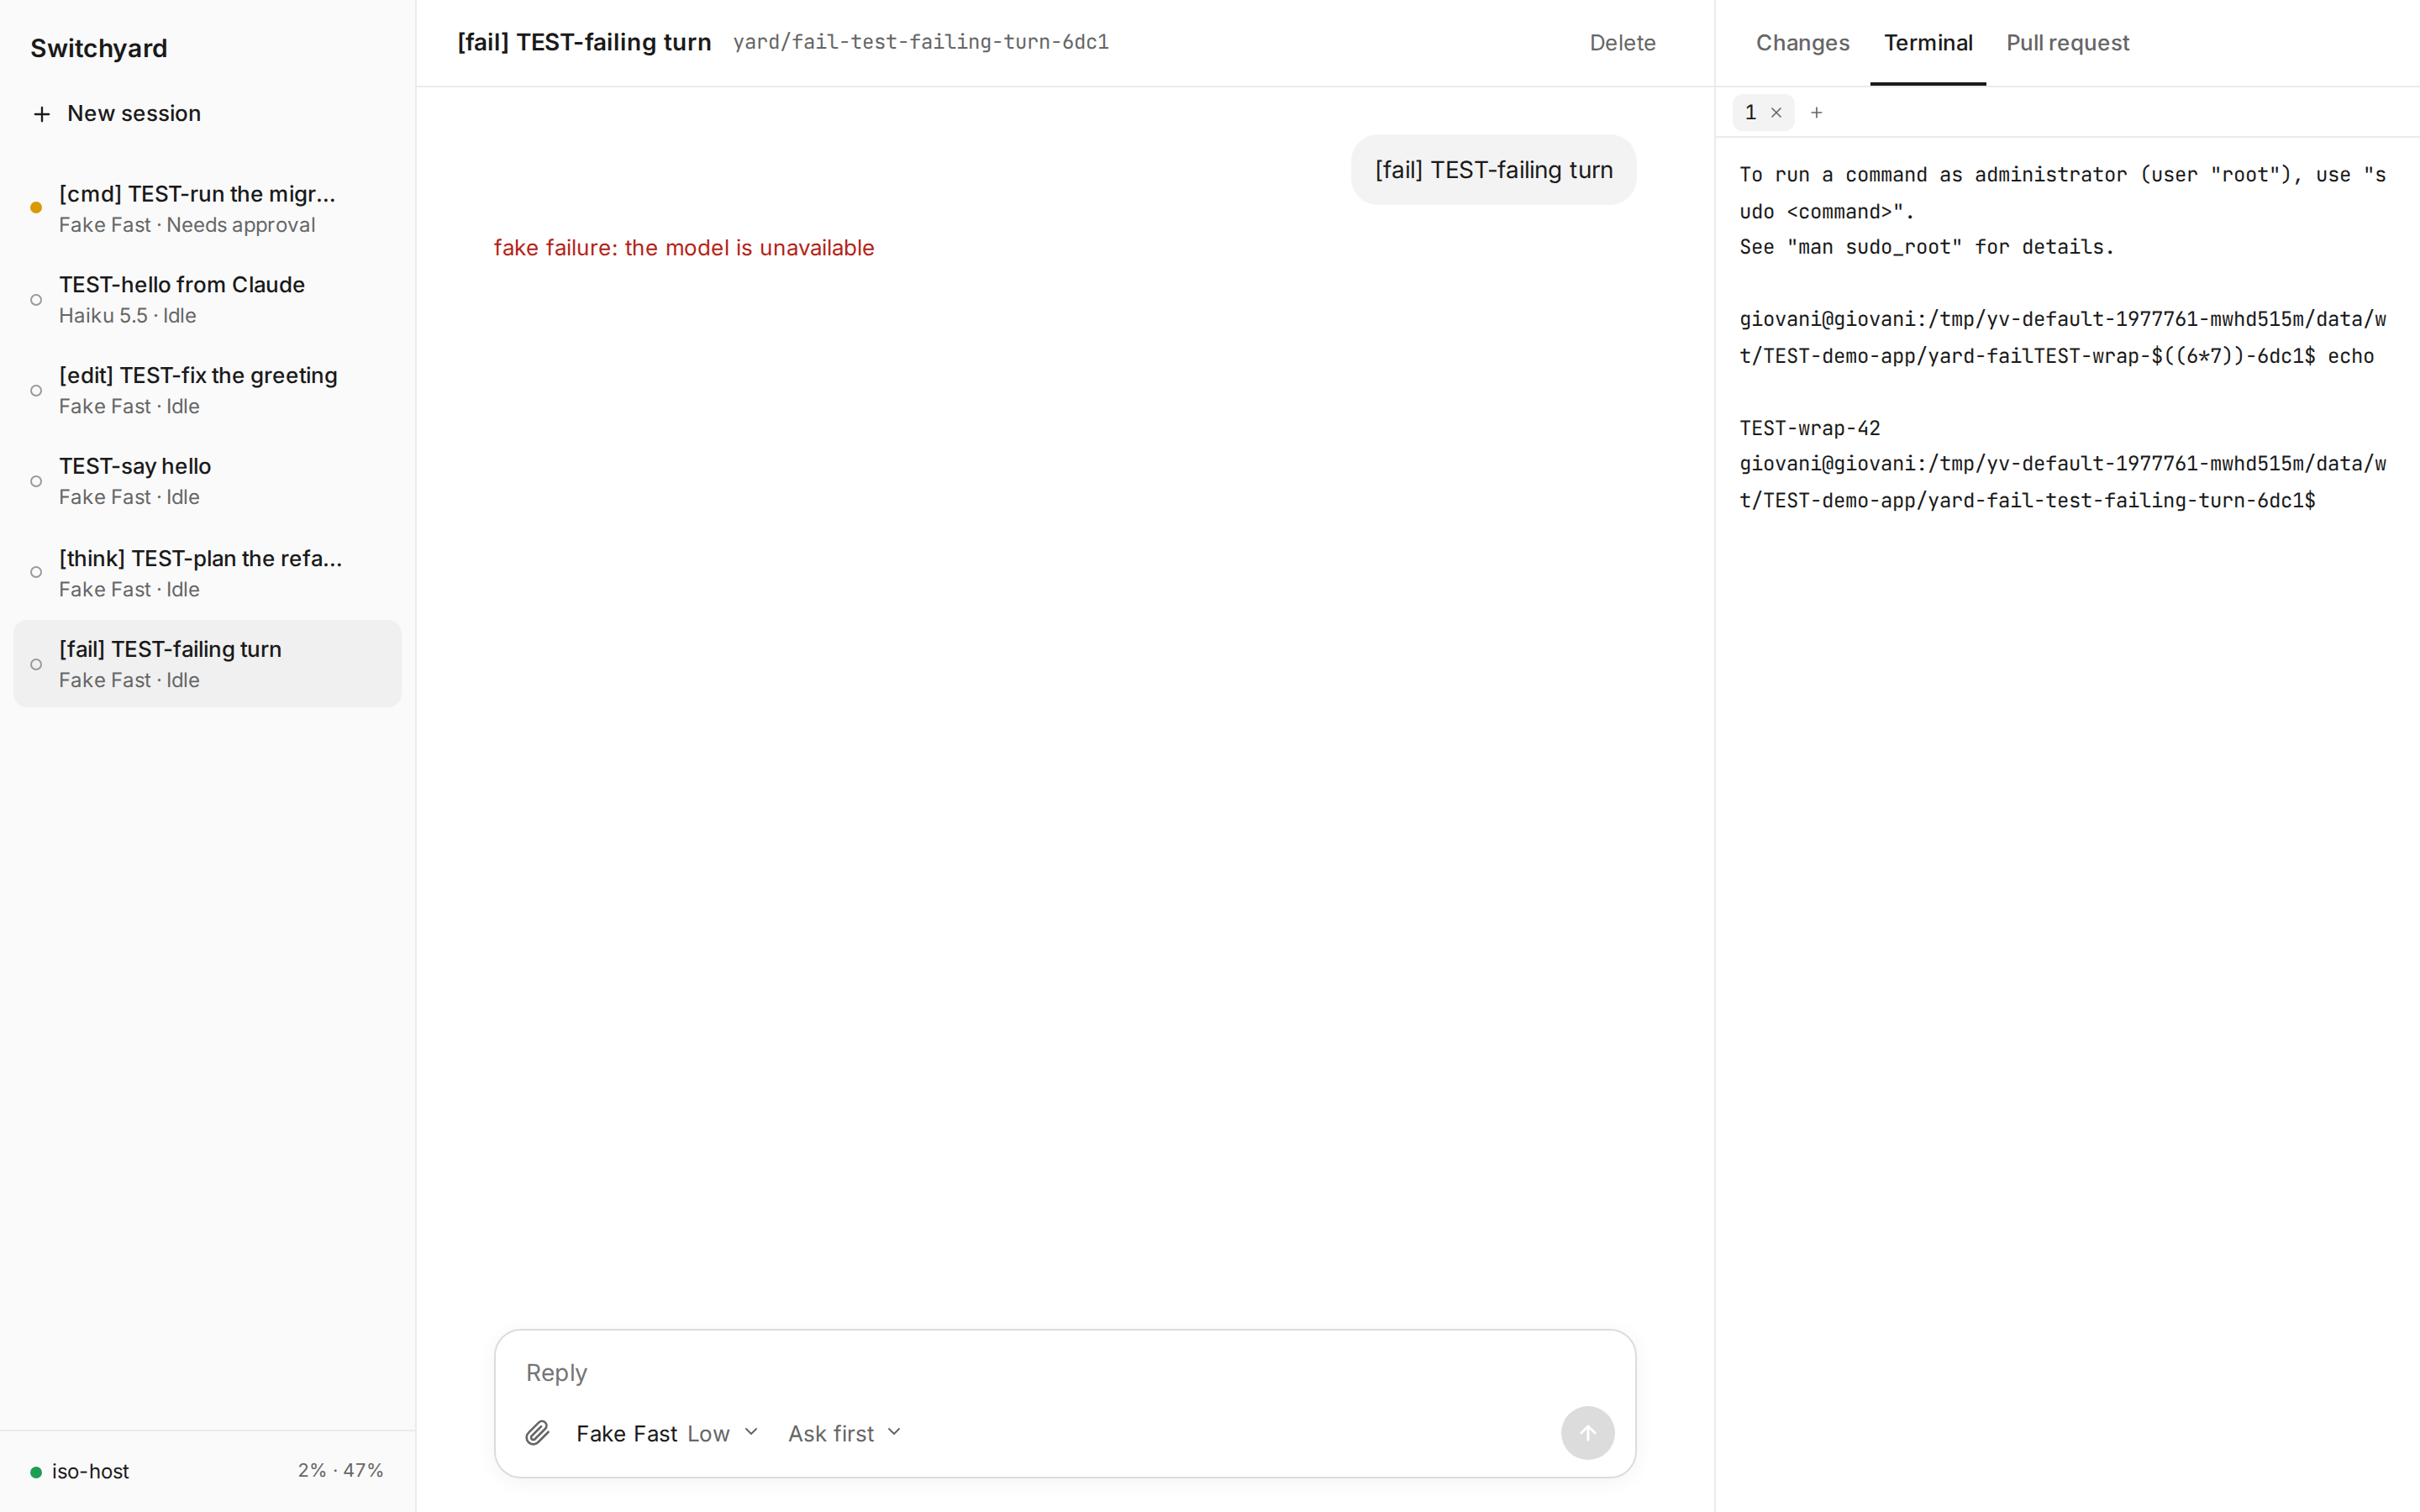 Switchyard
New session
[cmd] TEST-run the migr...
Fake Fast · Needs approval
TEST-hello from Claude
Haiku 5.5 · Idle
[edit] TEST-fix the greeting
Fake Fast · Idle
TEST-say hello
Fake Fast · Idle
[think] TEST-plan the refa...
Fake Fast · Idle
[fail] TEST-failing turn
Fake Fast · Idle
iso-host 2% · 47%
[fail] TEST-failing turn yard/fail-test-failing-turn-6dc1 Delete
[fail] TEST-failing turn
fake failure: the model is unavailable
Reply
Fake Fast Low Ask first
Changes Terminal Pull request
1 × +
To run a command as administrator (user "root"), use "s
udo <command>".
See "man sudo_root" for details.
giovani@giovani:/tmp/yv-default-1977761-mwhd515m/data/w
t/TEST-demo-app/yard-failTEST-wrap-$((6*7))-6dc1$ echo
TEST-wrap-42
giovani@giovani:/tmp/yv-default-1977761-mwhd515m/data/w
t/TEST-demo-app/yard-fail-test-failing-turn-6dc1$